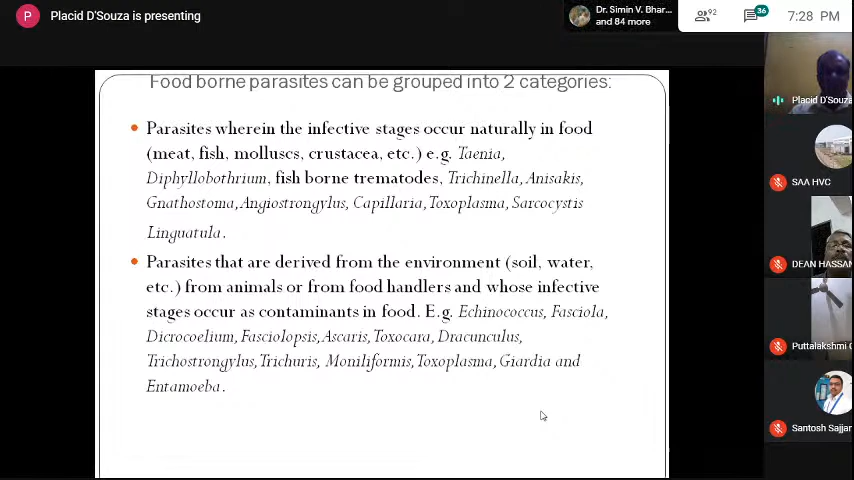 P
Placid D'Souza is presenting
Dr. Simin V. Bhar...
and 84 more
92
36
7:28 PM
Food borne parasites can be grouped into 2 categories:
• Parasites wherein the infective stages occur naturally in food
(meat, fish, molluscs, crustacea, etc.) e.g. Taenia,
Diphyllobothrium, fish borne trematodes, Trichinella, Anisakis,
Gnathostoma, Angiostrongylus, Capillaria, Toxoplasma, Sarcocystis
Linguatula.
• Parasites that are derived from the environment (soil, water,
etc.) from animals or from food handlers and whose infective
stages occur as contaminants in food. E.g. Echinococcus, Fasciola,
Dicrocoelium, Fasciolopsis, Ascaris, Toxocara, Dracunculus,
Trichostrongylus, Trichuris, Moniliformis, Toxoplasma, Giardia and
Entamoeba.
Placid D'Souza
SAA HVC
DEAN HASSAN
Puttalakshmi G
Santosh Sajjan